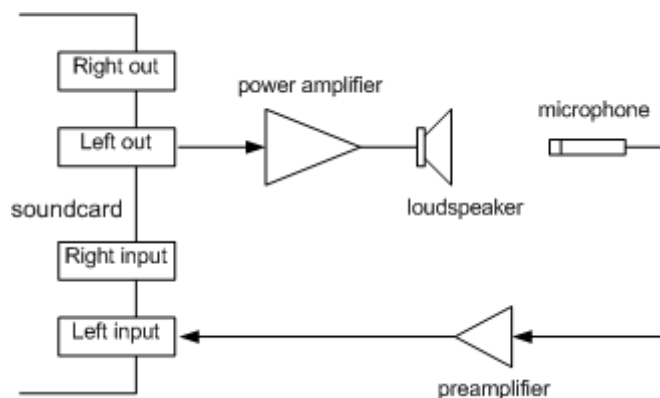 Right out
power amplifier
microphone
Left out
soundcard
loudspeaker
Right input
Left input
preamplifier